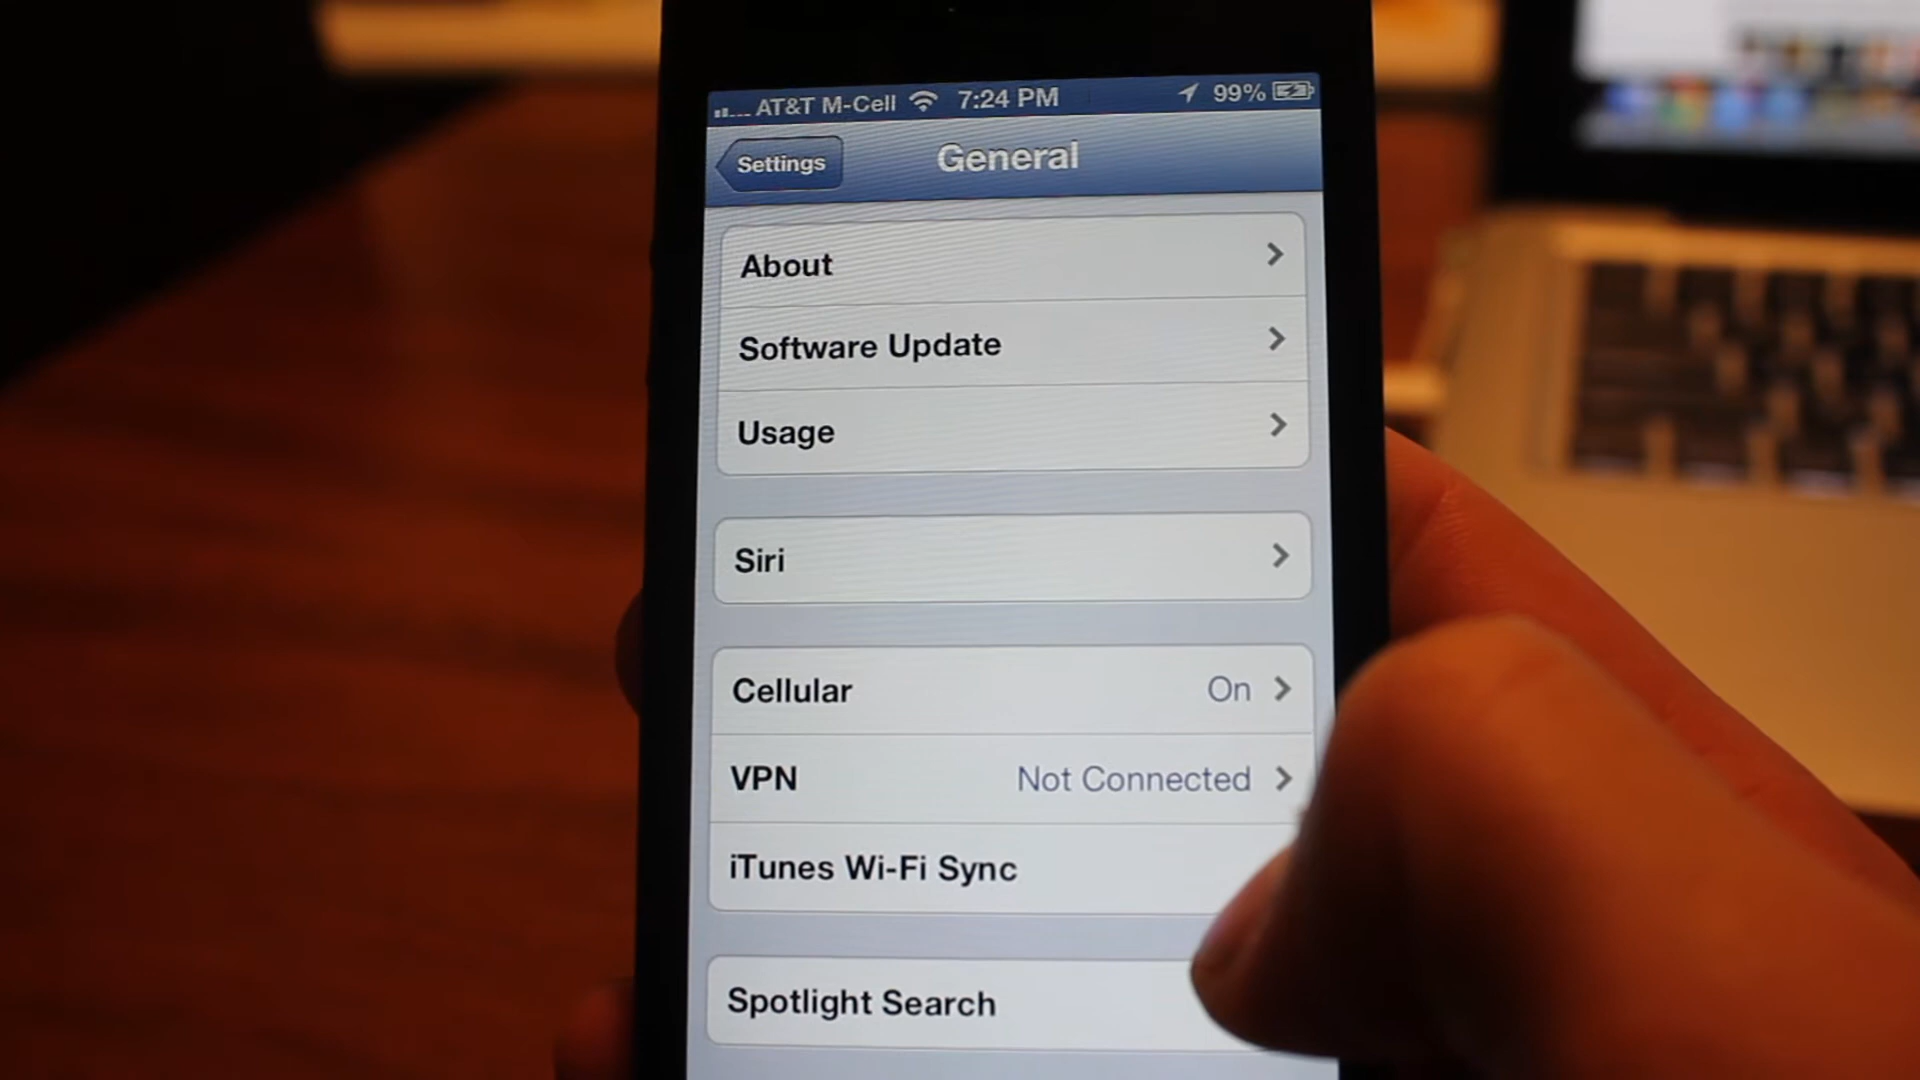 AT&T M-Cell 7:24 PM 99%
Settings General
About
Software Update
Usage
Siri
Cellular On
VPN Not Connected
iTunes Wi-Fi Sync
Spotlight Search